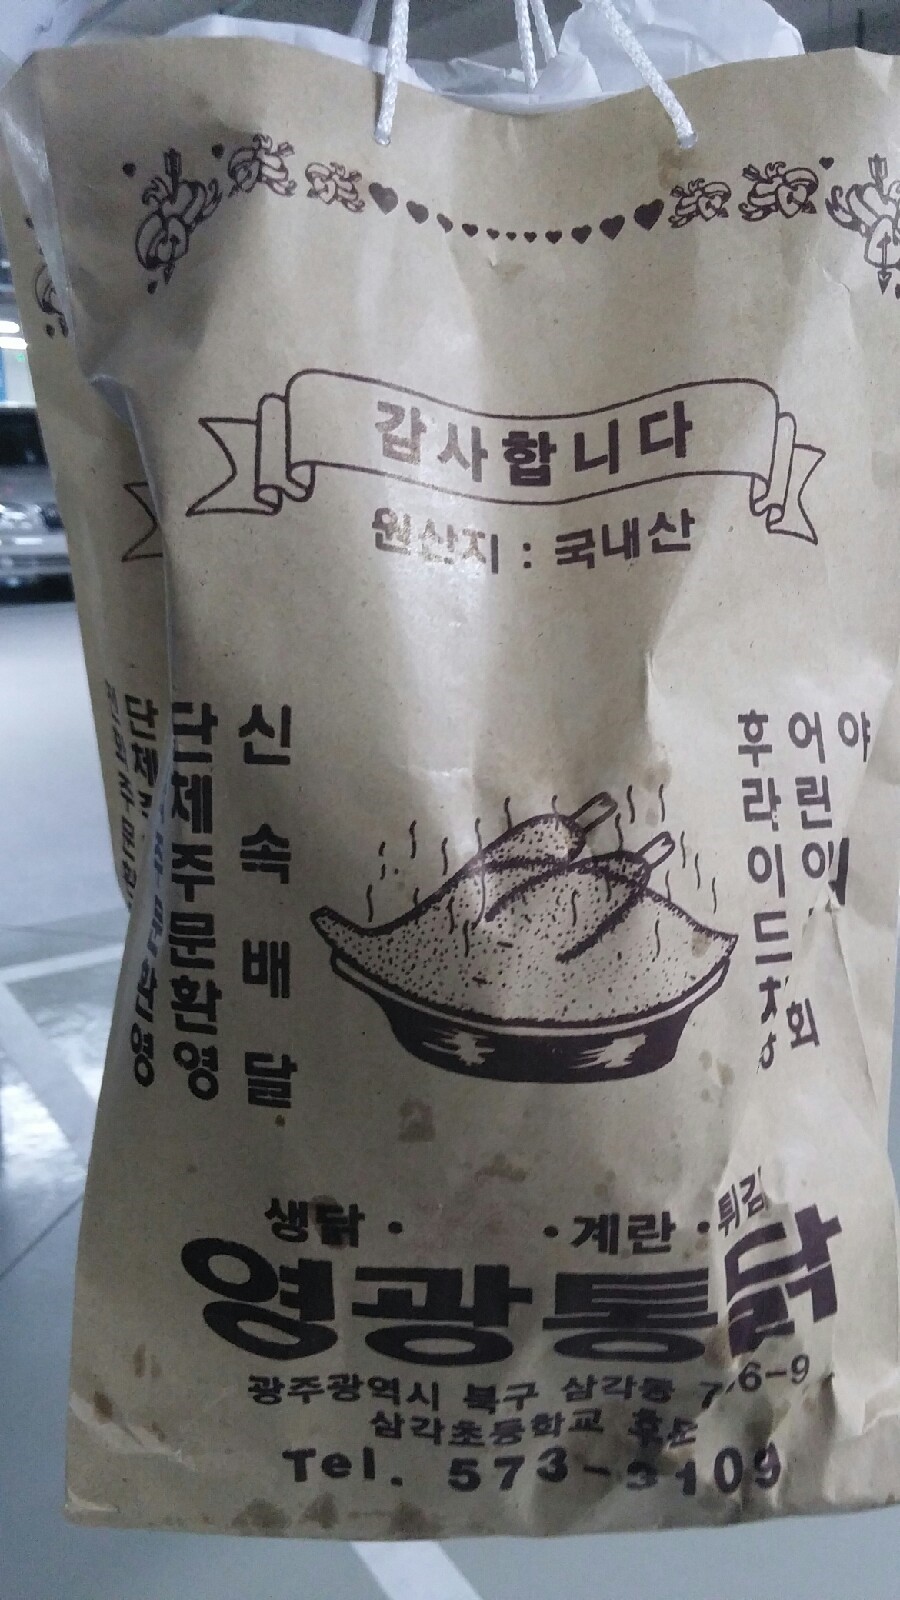 감사합니다
원산지 : 국내산
신속배달
단체주문환영
야
어린이 회
후라이드
생닭 · · 계란 · 튀김
영광통닭
광주광역시 북구 삼각동 6-9
삼각초등학교 후문
Tel. 573-3109